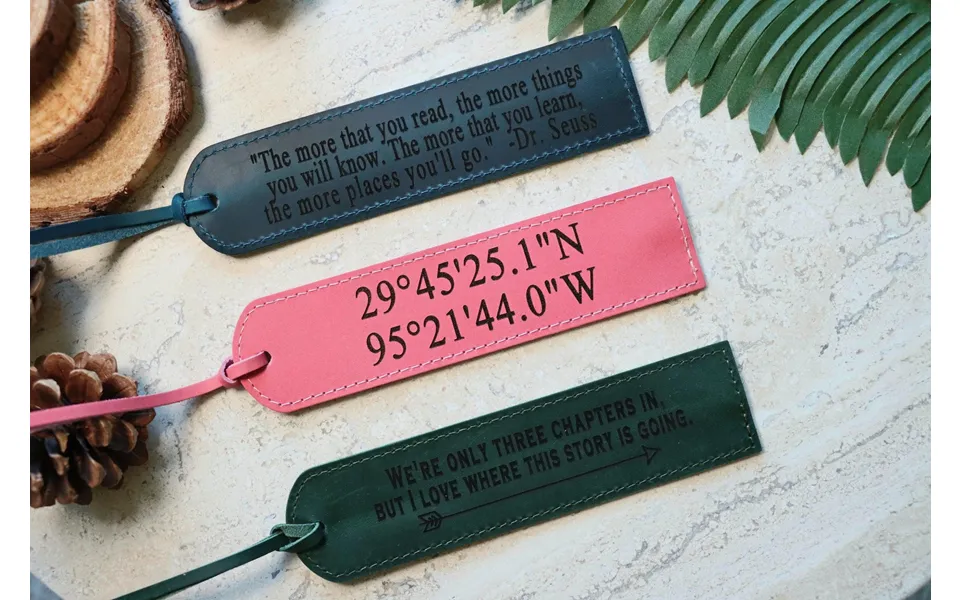 "The more that you read, the more things
you will know. The more that you learn,
the more places you'll go." -Dr. Seuss
29°45'25.1"N
95°21'44.0"W
WE'RE ONLY THREE CHAPTERS IN,
BUT I LOVE WHERE THIS STORY IS GOING.